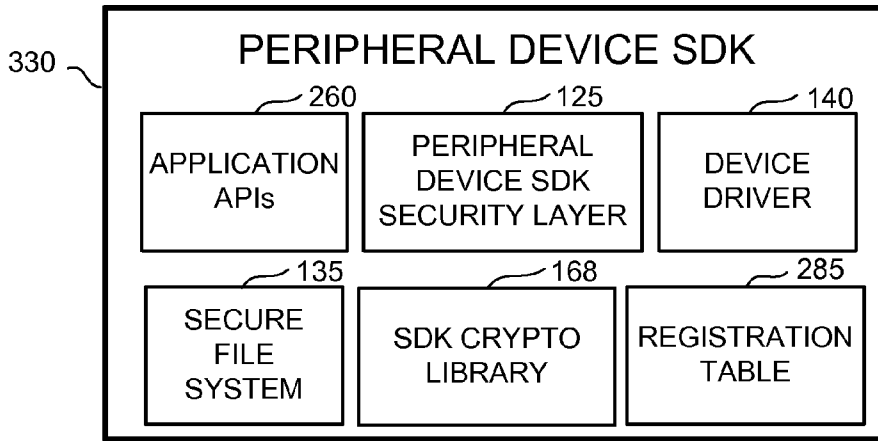 PERIPHERAL DEVICE SDK
330
260
125
140
APPLICATION
APIs
PERIPHERAL
DEVICE SDK
SECURITY LAYER
DEVICE
DRIVER
135
168
285
SECURE
FILE
SYSTEM
SDK CRYPTO
LIBRARY
REGISTRATION
TABLE